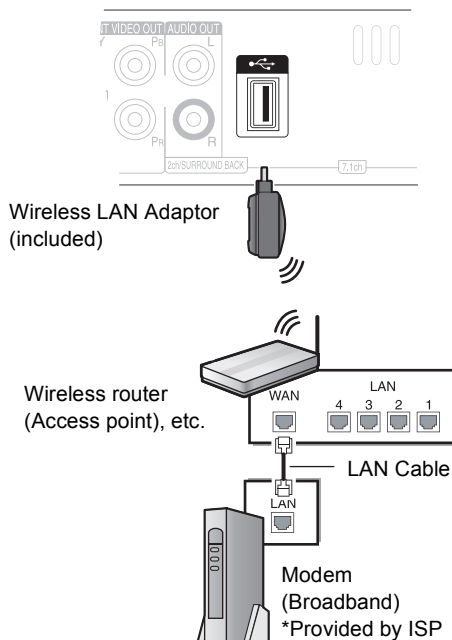 VIDEO OUT AUDIO OUT
PB L
PR R
2ch/SURROUND BACK 7.1ch
Wireless LAN Adaptor
(included)
Wireless router
(Access point), etc.
WAN LAN
4 3 2 1
LAN Cable
LAN
Modem
(Broadband)
*Provided by ISP